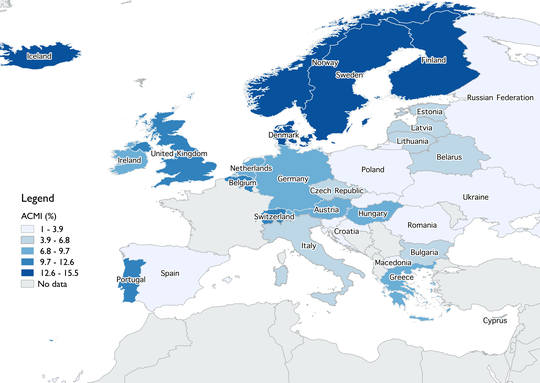 Iceland
Norway
Sweden
Finland
Russian Federation
Estonia
Latvia
Lithuania
Belarus
Denmark
United Kingdom
Ireland
Netherlands
Belgium
Germany
Poland
Czech Republic
Ukraine
Austria
Hungary
Switzerland
Romania
Croatia
Italy
Bulgaria
Macedonia
Greece
Portugal
Spain
Cyprus
Legend
ACMI (%)
1 - 3.9
3.9 - 6.8
6.8 - 9.7
9.7 - 12.6
12.6 - 15.5
No data